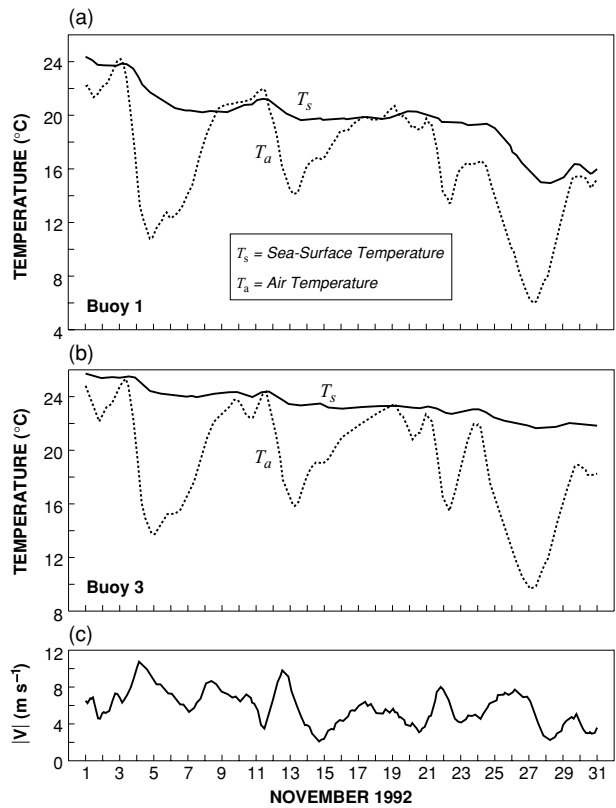 (a)
24
20
16
12
8
4
TEMPERATURE (°C)
Ts
Ta
Ts = Sea-Surface Temperature
Ta = Air Temperature
Buoy 1
(b)
24
22
16
12
8
TEMPERATURE (°C)
Ts
Ta
Buoy 3
(c)
12
8
4
0
|V| (m s⁻¹)
1 3 5 7 9 11 13 15 17 19 21 23 25 27 29 31
NOVEMBER 1992